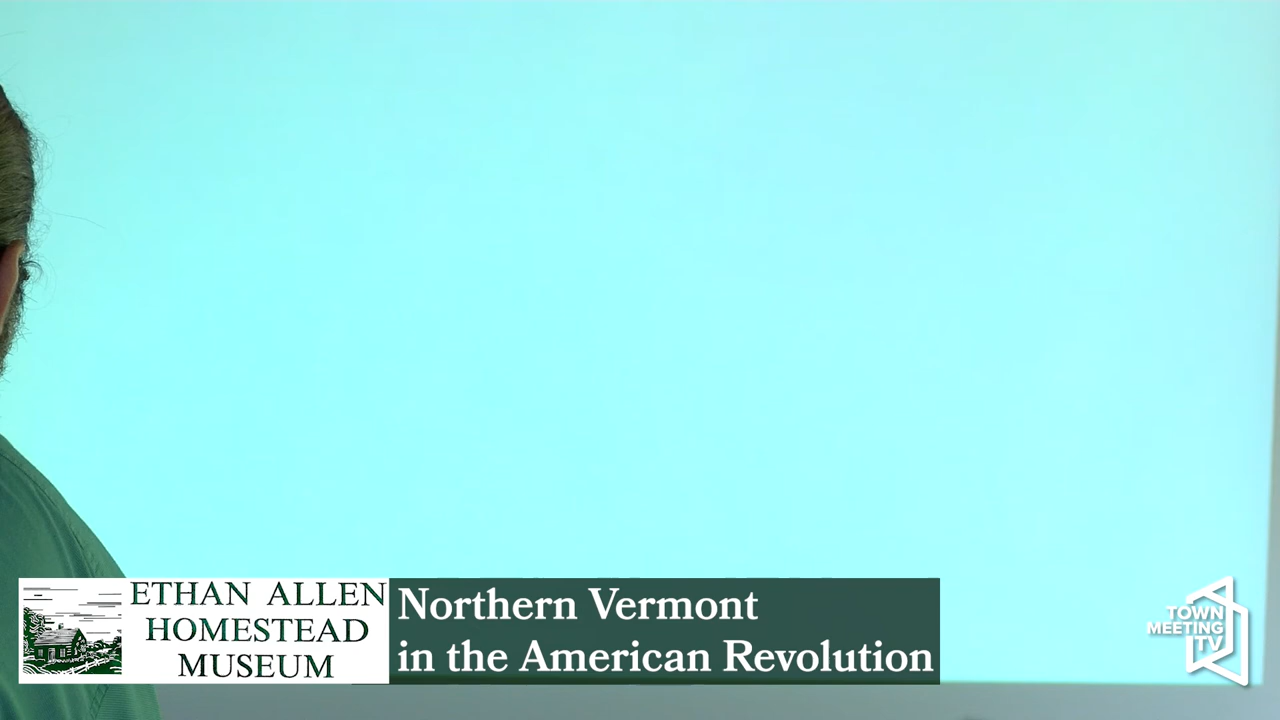 ETHAN ALLEN
HOMESTEAD
MUSEUM
Northern Vermont
in the American Revolution
TOWN
MEETING
TV